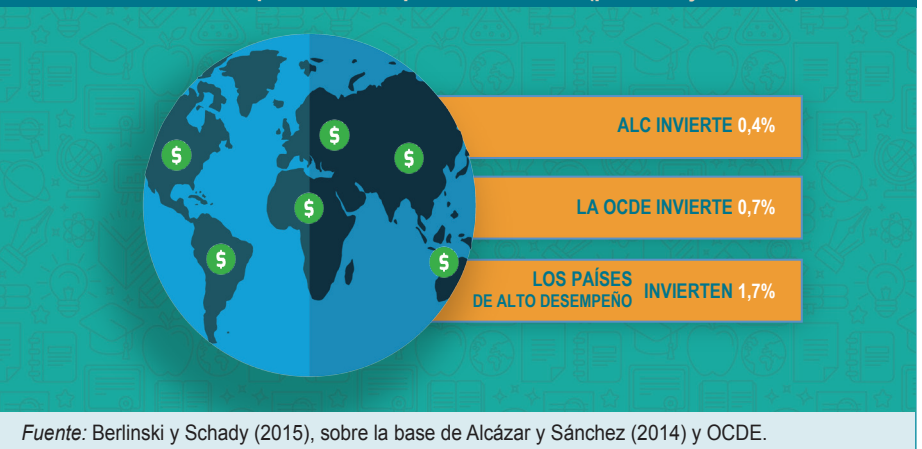 ALC INVIERTE 0,4%
LA OCDE INVIERTE 0,7%
LOS PAÍSES
DE ALTO DESEMPEÑO INVIERTEN 1,7%
Fuente: Berlinski y Schady (2015), sobre la base de Alcázar y Sánchez (2014) y OCDE.